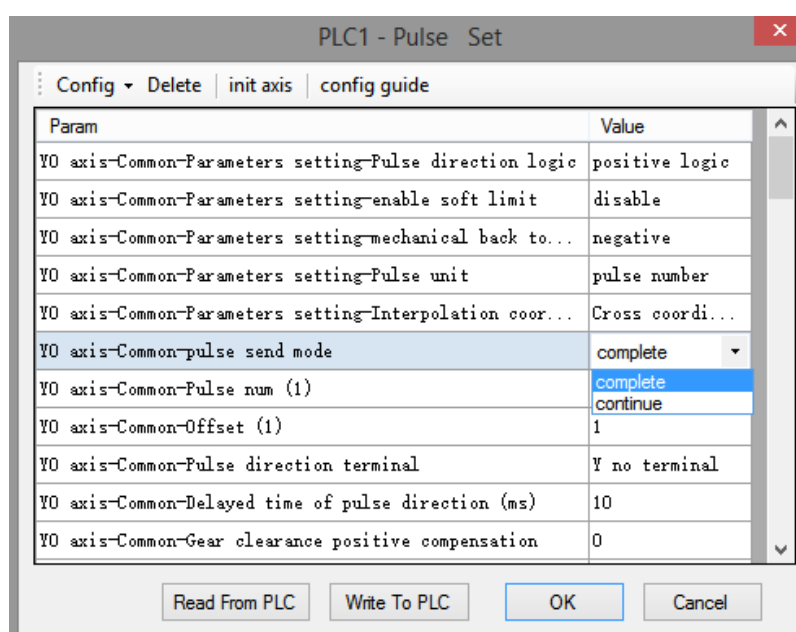 PLC1 - Pulse Set
Config Delete init axis config guide
Param Value
Y0 axis-Common-Parameters setting-Pulse direction logic positive logic
Y0 axis-Common-Parameters setting-enable soft limit disable
Y0 axis-Common-Parameters setting-mechanical back to... negative
Y0 axis-Common-Parameters setting-Pulse unit pulse number
Y0 axis-Common-Parameters setting-Interpolation coor... Cross coordi...
Y0 axis-Common-pulse send mode complete
Y0 axis-Common-Pulse num (1) complete
continue
Y0 axis-Common-Offset (1) 1
Y0 axis-Common-Pulse direction terminal Y no terminal
Y0 axis-Common-Delayed time of pulse direction (ms) 10
Y0 axis-Common-Gear clearance positive compensation 0
Read From PLC Write To PLC OK Cancel